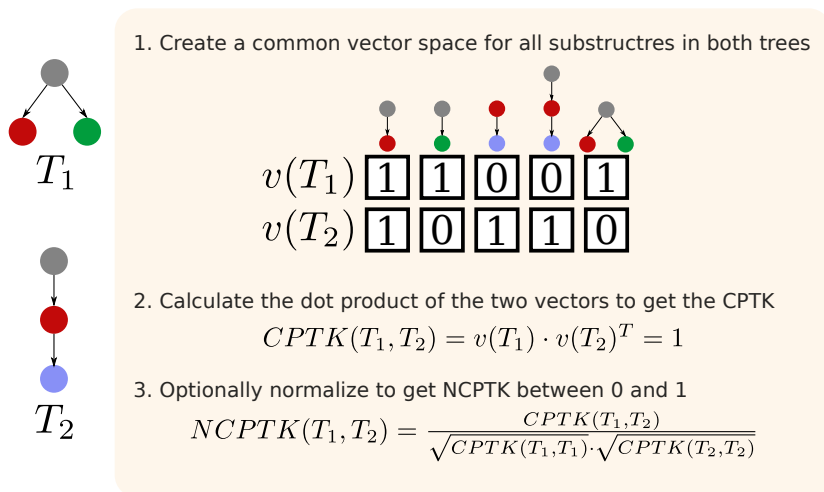 1. Create a common vector space for all substructres in both trees
T₁
v(T₁) 1 1 0 0 1
v(T₂) 1 0 1 1 0
2. Calculate the dot product of the two vectors to get the CPTK
CPTK(T₁, T₂) = v(T₁) · v(T₂)ᵀ = 1
3. Optionally normalize to get NCPTK between 0 and 1
T₂
NCPTK(T₁, T₂) = CPTK(T₁,T₂) / √CPTK(T₁,T₁)·√CPTK(T₂,T₂)